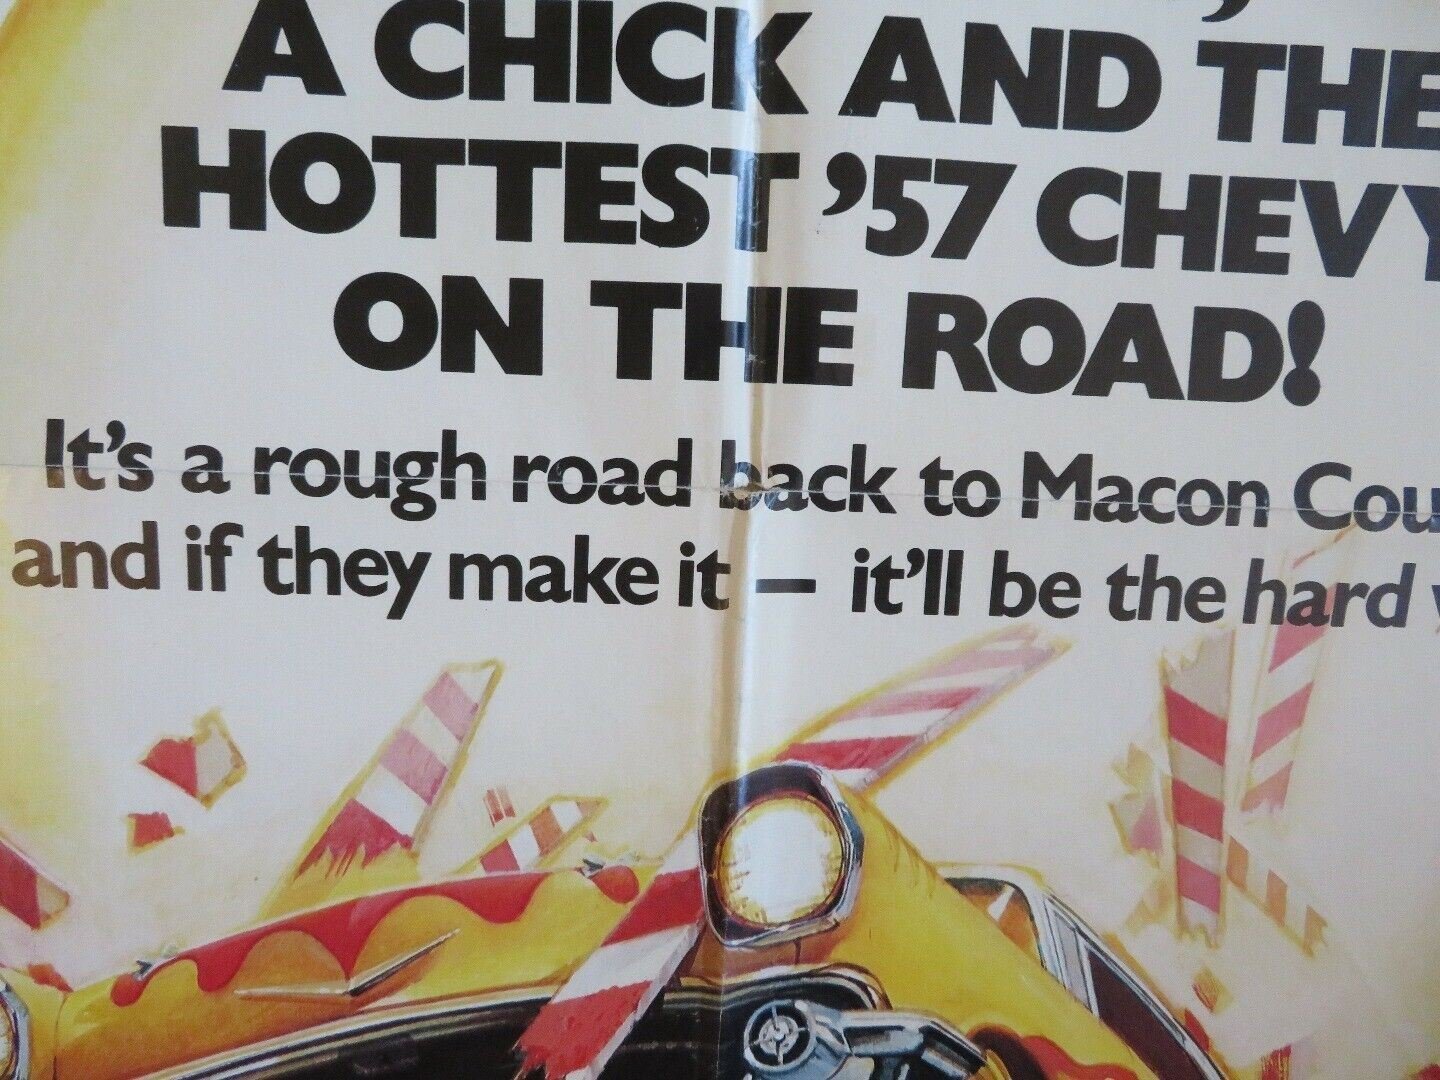 A CHICK AND THE
HOTTEST '57 CHEVY
ON THE ROAD!
It's a rough road back to Macon Cou
and if they make it – it'll be the hard